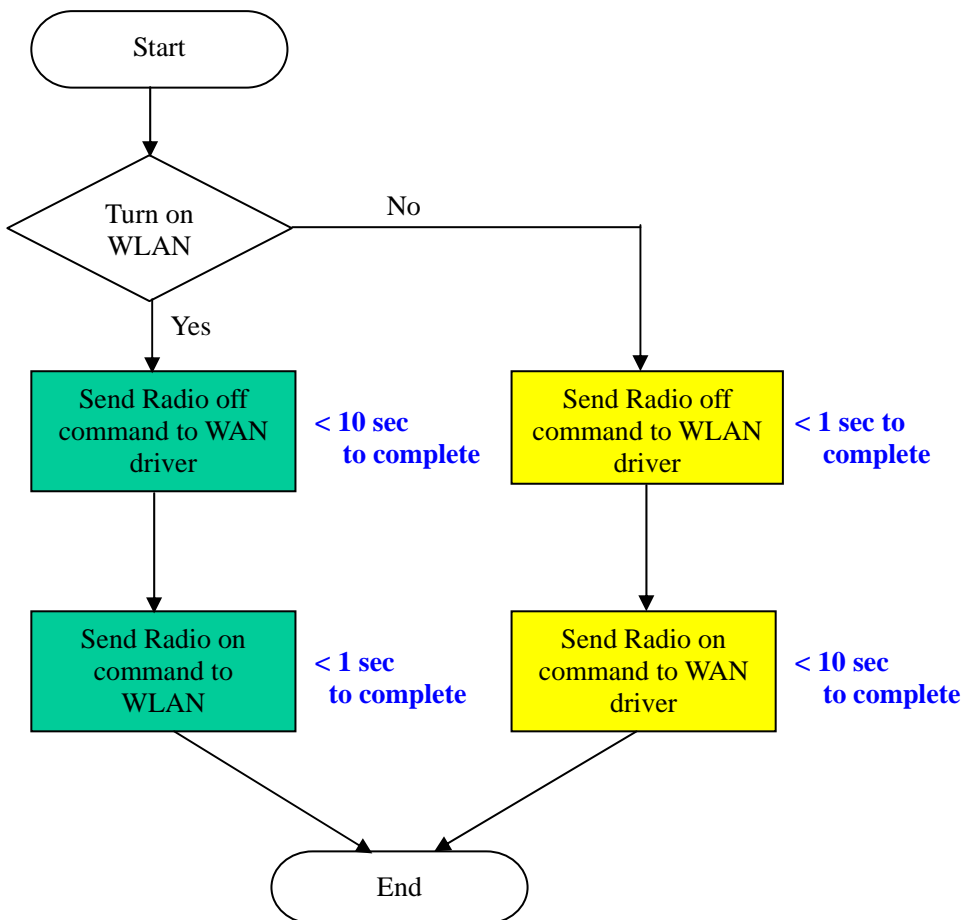 Start
Turn on
WLAN
No
Yes
Send Radio off
command to WAN
driver
< 10 sec
to complete
Send Radio off
command to WLAN
driver
< 1 sec to
complete
Send Radio on
command to
WLAN
< 1 sec
to complete
Send Radio on
command to WAN
driver
< 10 sec
to complete
End